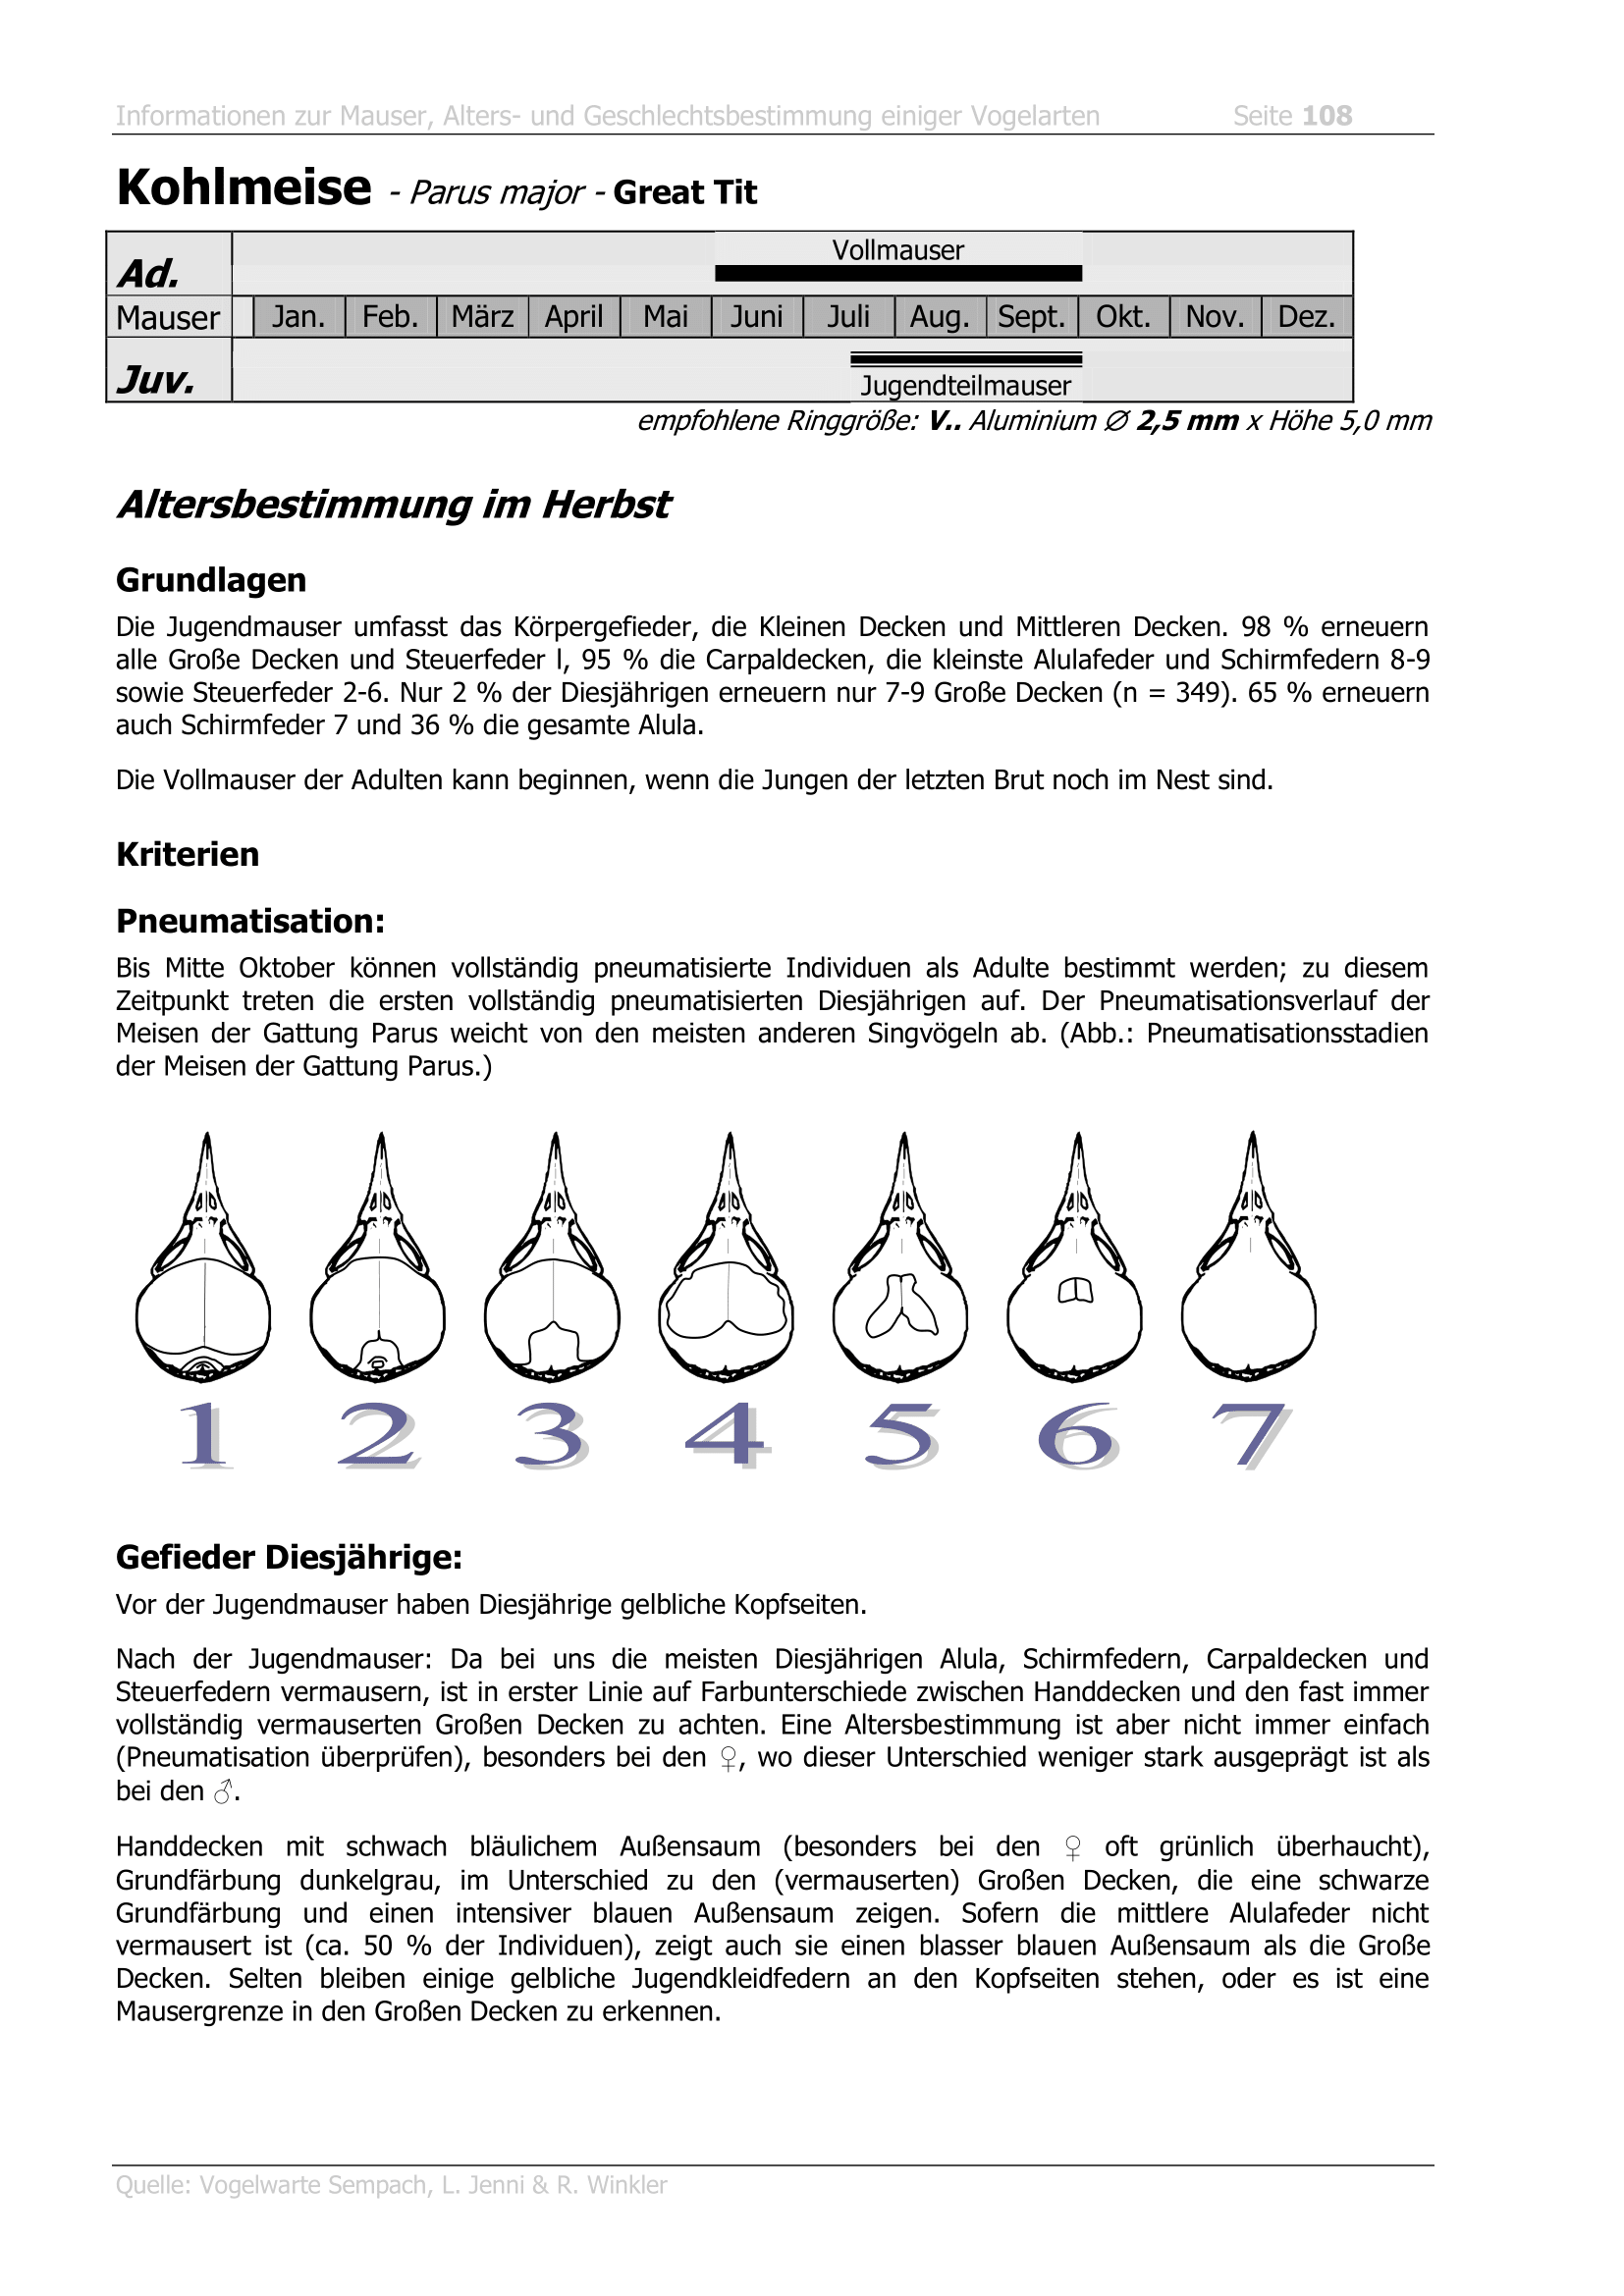 Informationen zur Mauser, Alters- und Geschlechtsbestimmung einiger Vogelarten Seite 108
Kohlmeise - Parus major - Great Tit
Vollmauser
Ad.
Mauser Jan. Feb. März April Mai Juni Juli Aug. Sept. Okt. Nov. Dez.
Juv.
Jugendteilmauser
empfohlene Ringgröße: V.. Aluminium ∅ 2,5 mm x Höhe 5,0 mm
Altersbestimmung im Herbst
Grundlagen
Die Jugendmauser umfasst das Körpergefieder, die Kleinen Decken und Mittleren Decken. 98 % erneuern
alle Große Decken und Steuerfeder l, 95 % die Carpaldecken, die kleinste Alulafeder und Schirmfedern 8-9
sowie Steuerfeder 2-6. Nur 2 % der Diesjährigen erneuern nur 7-9 Große Decken (n = 349). 65 % erneuern
auch Schirmfeder 7 und 36 % die gesamte Alula.
Die Vollmauser der Adulten kann beginnen, wenn die Jungen der letzten Brut noch im Nest sind.
Kriterien
Pneumatisation:
Bis Mitte Oktober können vollständig pneumatisierte Individuen als Adulte bestimmt werden; zu diesem
Zeitpunkt treten die ersten vollständig pneumatisierten Diesjährigen auf. Der Pneumatisationsverlauf der
Meisen der Gattung Parus weicht von den meisten anderen Singvögeln ab. (Abb.: Pneumatisationsstadien
der Meisen der Gattung Parus.)
1 2 3 4 5 6 7
Gefieder Diesjährige:
Vor der Jugendmauser haben Diesjährige gelbliche Kopfseiten.
Nach der Jugendmauser: Da bei uns die meisten Diesjährigen Alula, Schirmfedern, Carpaldecken und
Steuerfedern vermausern, ist in erster Linie auf Farbunterschiede zwischen Handdecken und den fast immer
vollständig vermauserten Großen Decken zu achten. Eine Altersbestimmung ist aber nicht immer einfach
(Pneumatisation überprüfen), besonders bei den ♀, wo dieser Unterschied weniger stark ausgeprägt ist als
bei den ♂.
Handdecken mit schwach bläulichem Außensaum (besonders bei den ♀ oft grünlich überhaucht),
Grundfärbung dunkelgrau, im Unterschied zu den (vermauserten) Großen Decken, die eine schwarze
Grundfärbung und einen intensiver blauen Außensaum zeigen. Sofern die mittlere Alulafeder nicht
vermausert ist (ca. 50 % der Individuen), zeigt auch sie einen blasser blauen Außensaum als die Große
Decken. Selten bleiben einige gelbliche Jugendkleidfedern an den Kopfseiten stehen, oder es ist eine
Mausergrenze in den Großen Decken zu erkennen.
Quelle: Vogelwarte Sempach, L. Jenni & R. Winkler